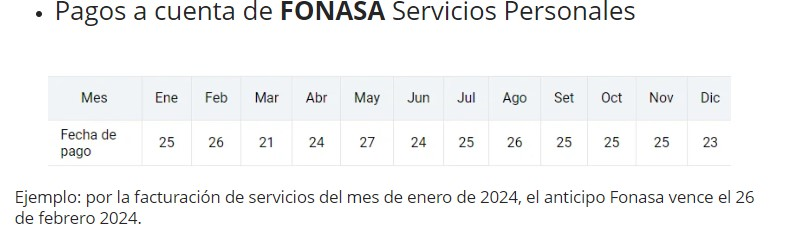 • Pagos a cuenta de FONASA Servicios Personales
Mes Ene Feb Mar Abr May Jun Jul Ago Set Oct Nov Dic
Fecha de pago 25 26 21 24 27 24 25 26 25 25 25 23
Ejemplo: por la facturación de servicios del mes de enero de 2024, el anticipo Fonasa vence el 26
de febrero 2024.